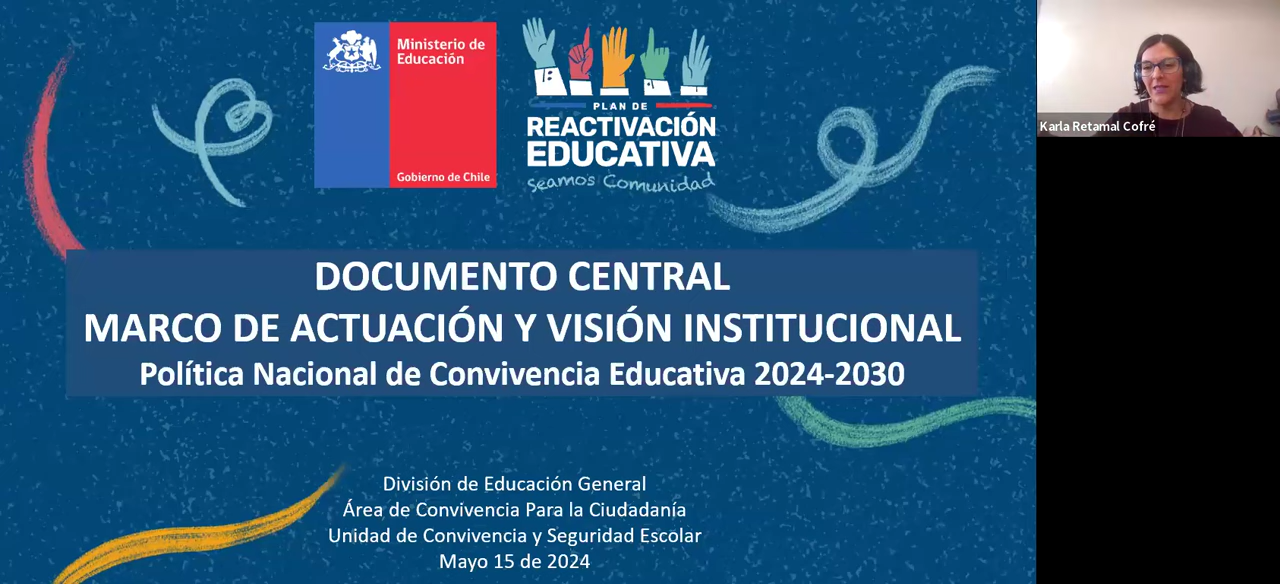 Ministerio de
Educación
Gobierno de Chile
PLAN DE
REACTIVACIÓN
EDUCATIVA
Seamos Comunidad
Karla Retamal Cofré
DOCUMENTO CENTRAL
MARCO DE ACTUACIÓN Y VISIÓN INSTITUCIONAL
Política Nacional de Convivencia Educativa 2024-2030
División de Educación General
Área de Convivencia Para la Ciudadanía
Unidad de Convivencia y Seguridad Escolar
Mayo 15 de 2024